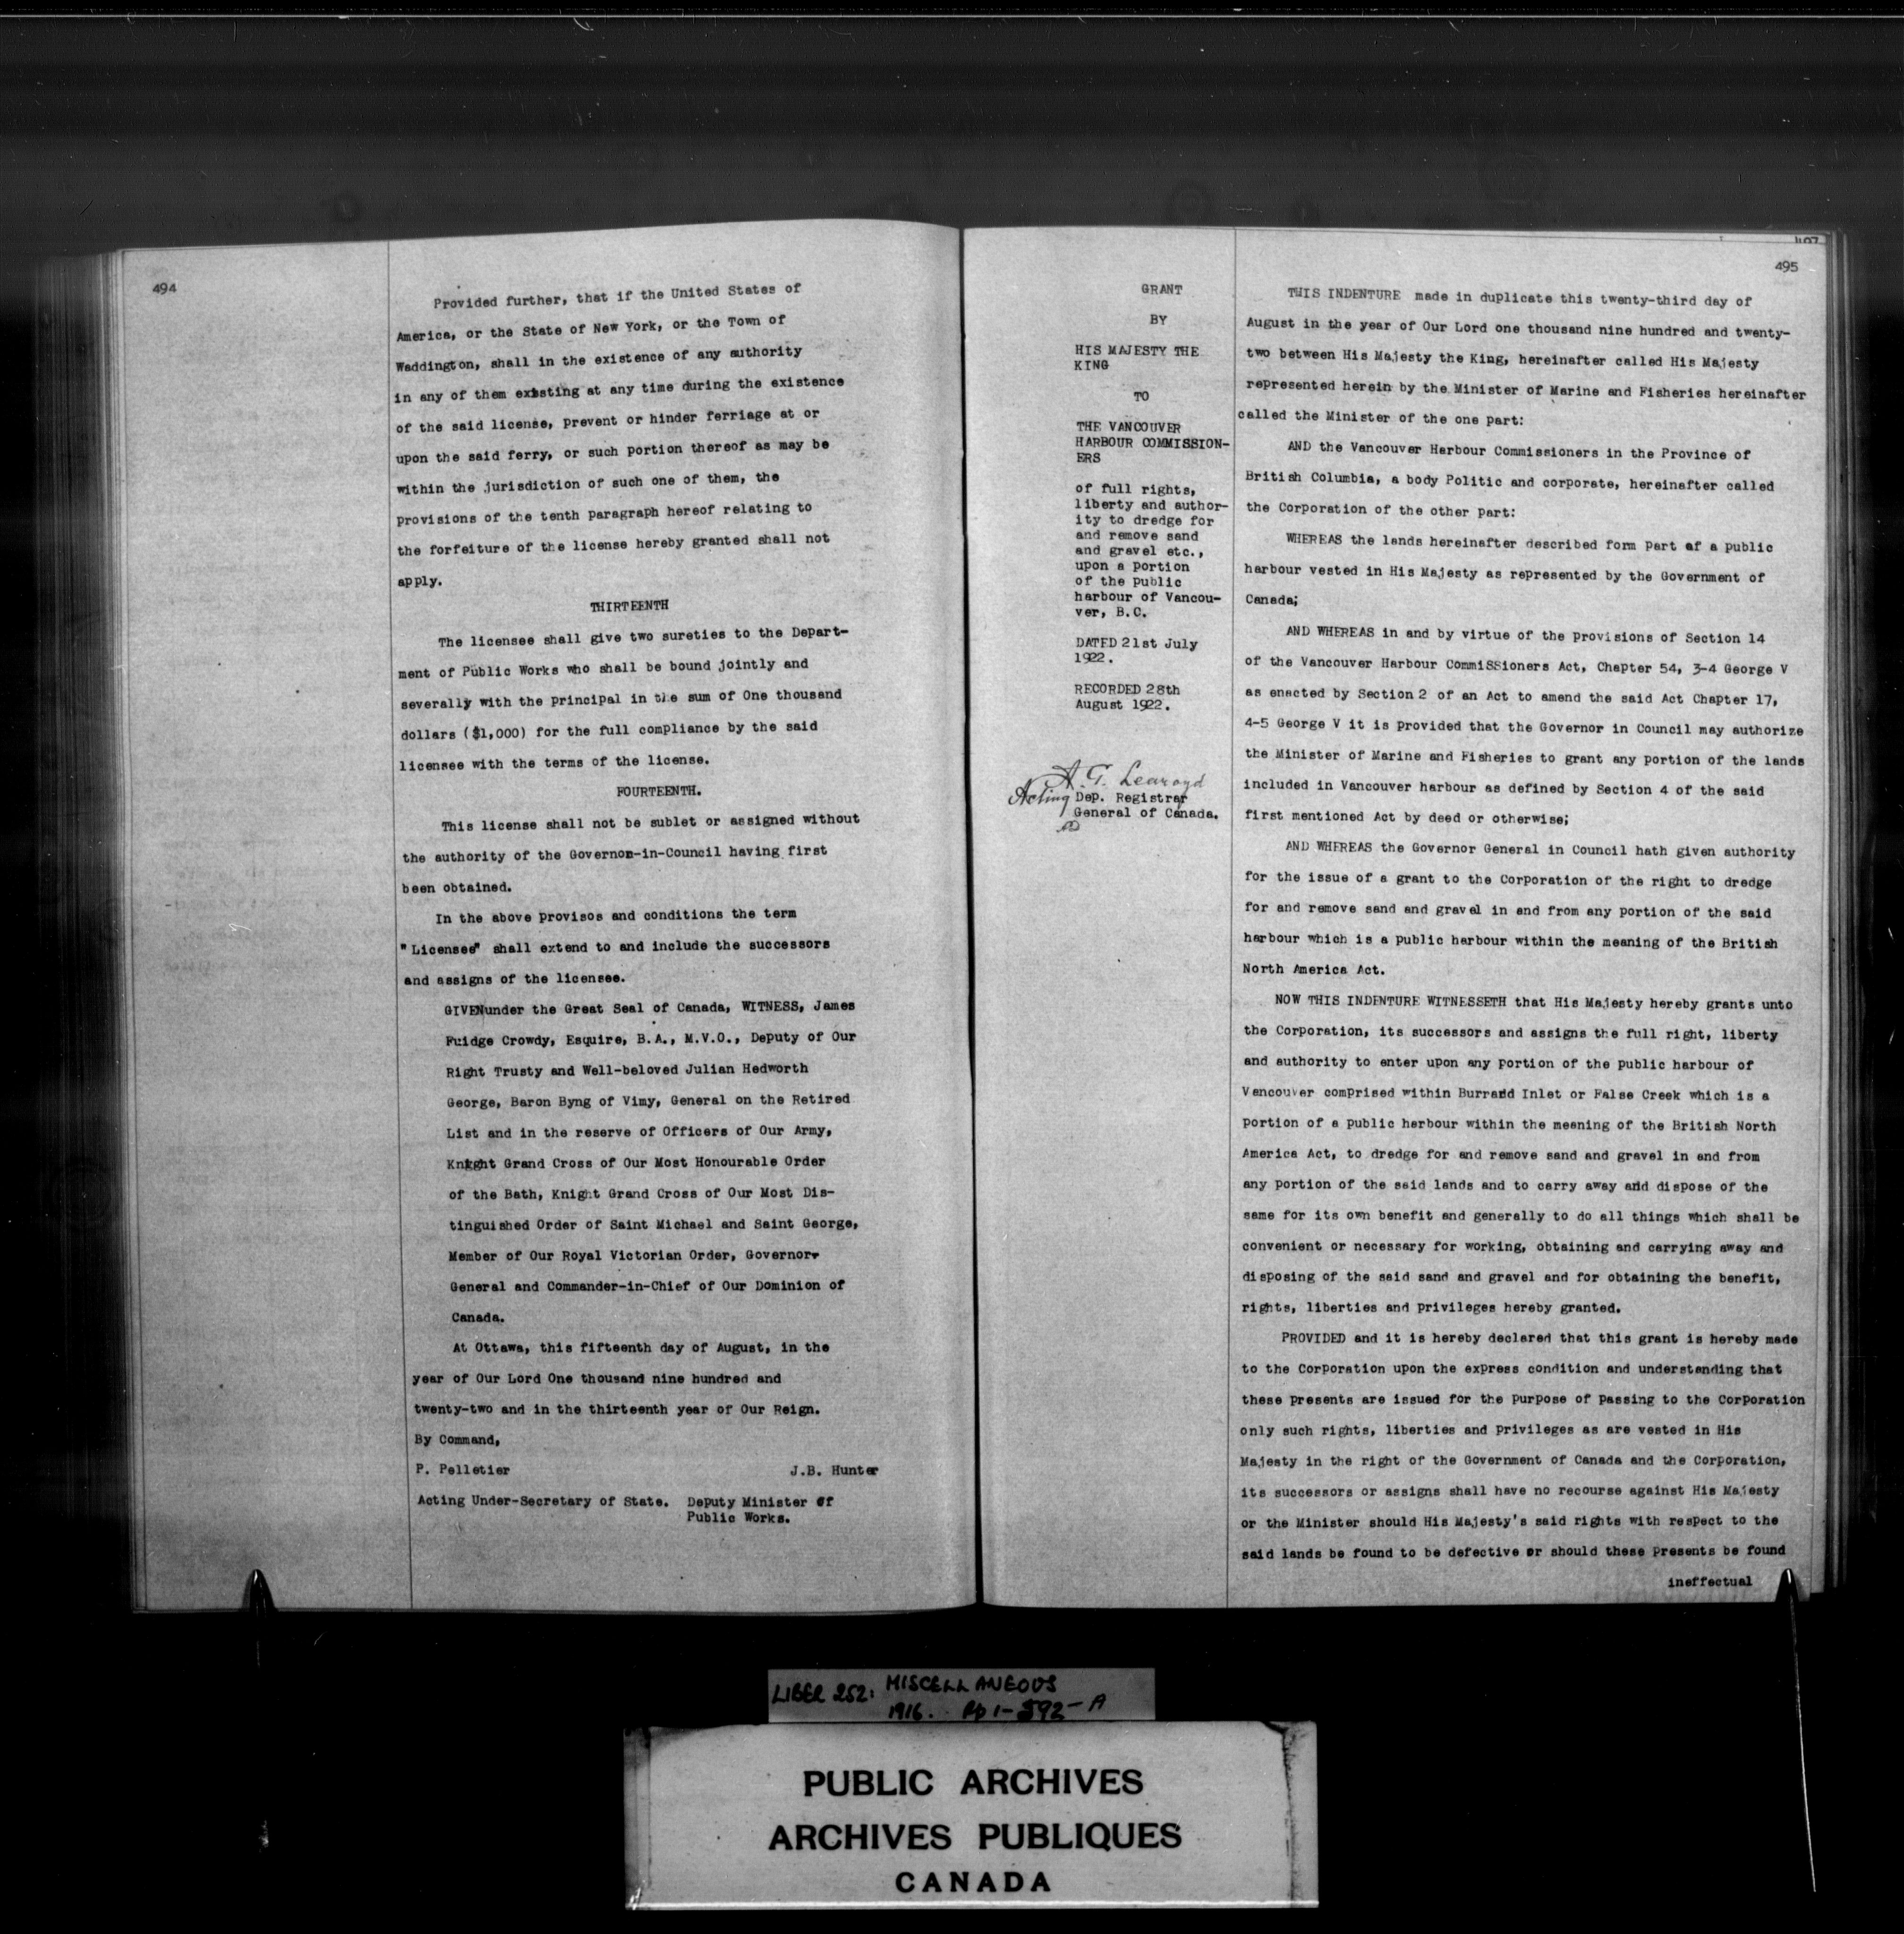 494
Provided further, that if the United States of
America, or the State of New York, or the Town of
Waddington, shall in the existence of any authority
in any of them existing at any time during the existence
of the said license, prevent or hinder ferriage at or
upon the said ferry, or such portion thereof as may be
within the jurisdiction of such one of them, the
provisions of the tenth paragraph hereof relating to
the forfeiture of the license hereby granted shall not
apply.
THIRTEENTH
The licensee shall give two sureties to the Depart-
ment of Public Works who shall be bound jointly and
severally with the principal in the sum of One thousand
dollars ($1,000) for the full compliance by the said
licensee with the terms of the license.
FOURTEENTH.
This license shall not be sublet or assigned without
the authority of the Governor-in-Council having first
been obtained.
In the above provisos and conditions the term
"Licensee" shall extend to and include the successors
and assigns of the licensee.
GIVENunder the Great Seal of Canada, WITNESS, James
Fuidge Crowdy, Esquire, B.A., M.V.O., Deputy of Our
Right Trusty and Well-beloved Julian Hedworth
George, Baron Byng of Vimy, General on the Retired
List and in the reserve of Officers of Our Army,
Knight Grand Cross of Our Most Honourable Order
of the Bath, Knight Grand Cross of Our Most Dis-
tinguished Order of Saint Michael and Saint George,
Member of Our Royal Victorian Order, Governor-
General and Commander-in-Chief of Our Dominion of
Canada.
At Ottawa, this fifteenth day of August, in the
year of Our Lord One thousand nine hundred and
twenty-two and in the thirteenth year of Our Reign.
By Command,
P. Pelletier J.B. Hunter
Acting Under-Secretary of State. Deputy Minister of
Public Works.
495
GRANT
BY
HIS MAJESTY THE
KING
TO
THE VANCOUVER
HARBOUR COMMISSION-
ERS
of full rights,
liberty and author-
ity to dredge for
and remove sand
and gravel etc.,
upon a portion
of the public
harbour of Vancou-
ver, B.C.
DATED 21st July
1922.
RECORDED 28th
August 1922.
A. G. Learoyd
Acting Dep. Registrar
General of Canada.
THIS INDENTURE made in duplicate this twenty-third day of
August in the year of Our Lord one thousand nine hundred and twenty-
two between His Majesty the King, hereinafter called His Majesty
represented herein by the Minister of Marine and Fisheries hereinafter
called the Minister of the one part:
AND the Vancouver Harbour Commissioners in the Province of
British Columbia, a body Politic and corporate, hereinafter called
the Corporation of the other part:
WHEREAS the lands hereinafter described form part of a public
harbour vested in His Majesty as represented by the Government of
Canada;
AND WHEREAS in and by virtue of the provisions of Section 14
of the Vancouver Harbour Commissioners Act, Chapter 54, 3-4 George V
as enacted by Section 2 of an Act to amend the said Act Chapter 17,
4-5 George V it is provided that the Governor in Council may authorize
the Minister of Marine and Fisheries to grant any portion of the lands
included in Vancouver harbour as defined by Section 4 of the said
first mentioned Act by deed or otherwise;
AND WHEREAS the Governor General in Council hath given authority
for the issue of a grant to the Corporation of the right to dredge
for and remove sand and gravel in and from any portion of the said
harbour which is a public harbour within the meaning of the British
North America Act.
NOW THIS INDENTURE WITNESSETH that His Majesty hereby grants unto
the Corporation, its successors and assigns the full right, liberty
and authority to enter upon any portion of the public harbour of
Vancouver comprised within Burrard Inlet or False Creek which is a
portion of a public harbour within the meaning of the British North
America Act, to dredge for and remove sand and gravel in and from
any portion of the said lands and to carry away and dispose of the
same for its own benefit and generally to do all things which shall be
convenient or necessary for working, obtaining and carrying away and
disposing of the said sand and gravel and for obtaining the benefit,
rights, liberties and privileges hereby granted.
PROVIDED and it is hereby declared that this grant is hereby made
to the Corporation upon the express condition and understanding that
these presents are issued for the purpose of passing to the Corporation
only such rights, liberties and privileges as are vested in His
Majesty in the right of the Government of Canada and the Corporation,
its successors or assigns shall have no recourse against His Majesty
or the Minister should His Majesty's said rights with respect to the
said lands be found to be defective or should these presents be found
ineffectual
LIBER 252: MISCELLANEOUS
1916. Pp 1-592-A
PUBLIC ARCHIVES
ARCHIVES PUBLIQUES
CANADA